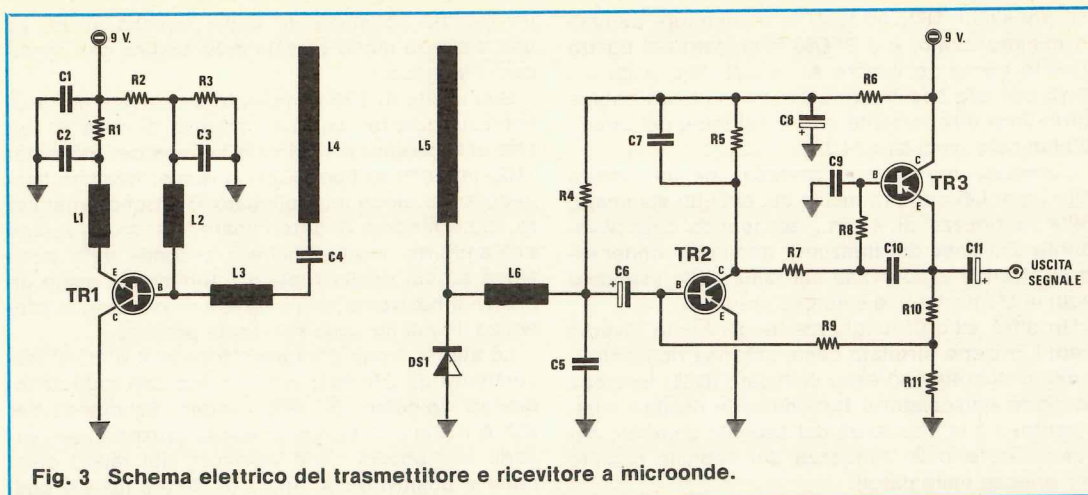 ⊖ 9 V.
⊖ 9 V.
C1
R2
R3
R6
C2
R1
C3
L4
L5
C7
R5
C8
+
C9
B
C
E
TR3
R4
R8
L1
L2
C4
L6
C6
+
TR2
B
C
E
R7
C10
C11
+
USCITA
SEGNALE
TR1
E
B
C
L3
DS1
C5
R9
R10
R11
Fig. 3 Schema elettrico del trasmettitore e ricevitore a microonde.